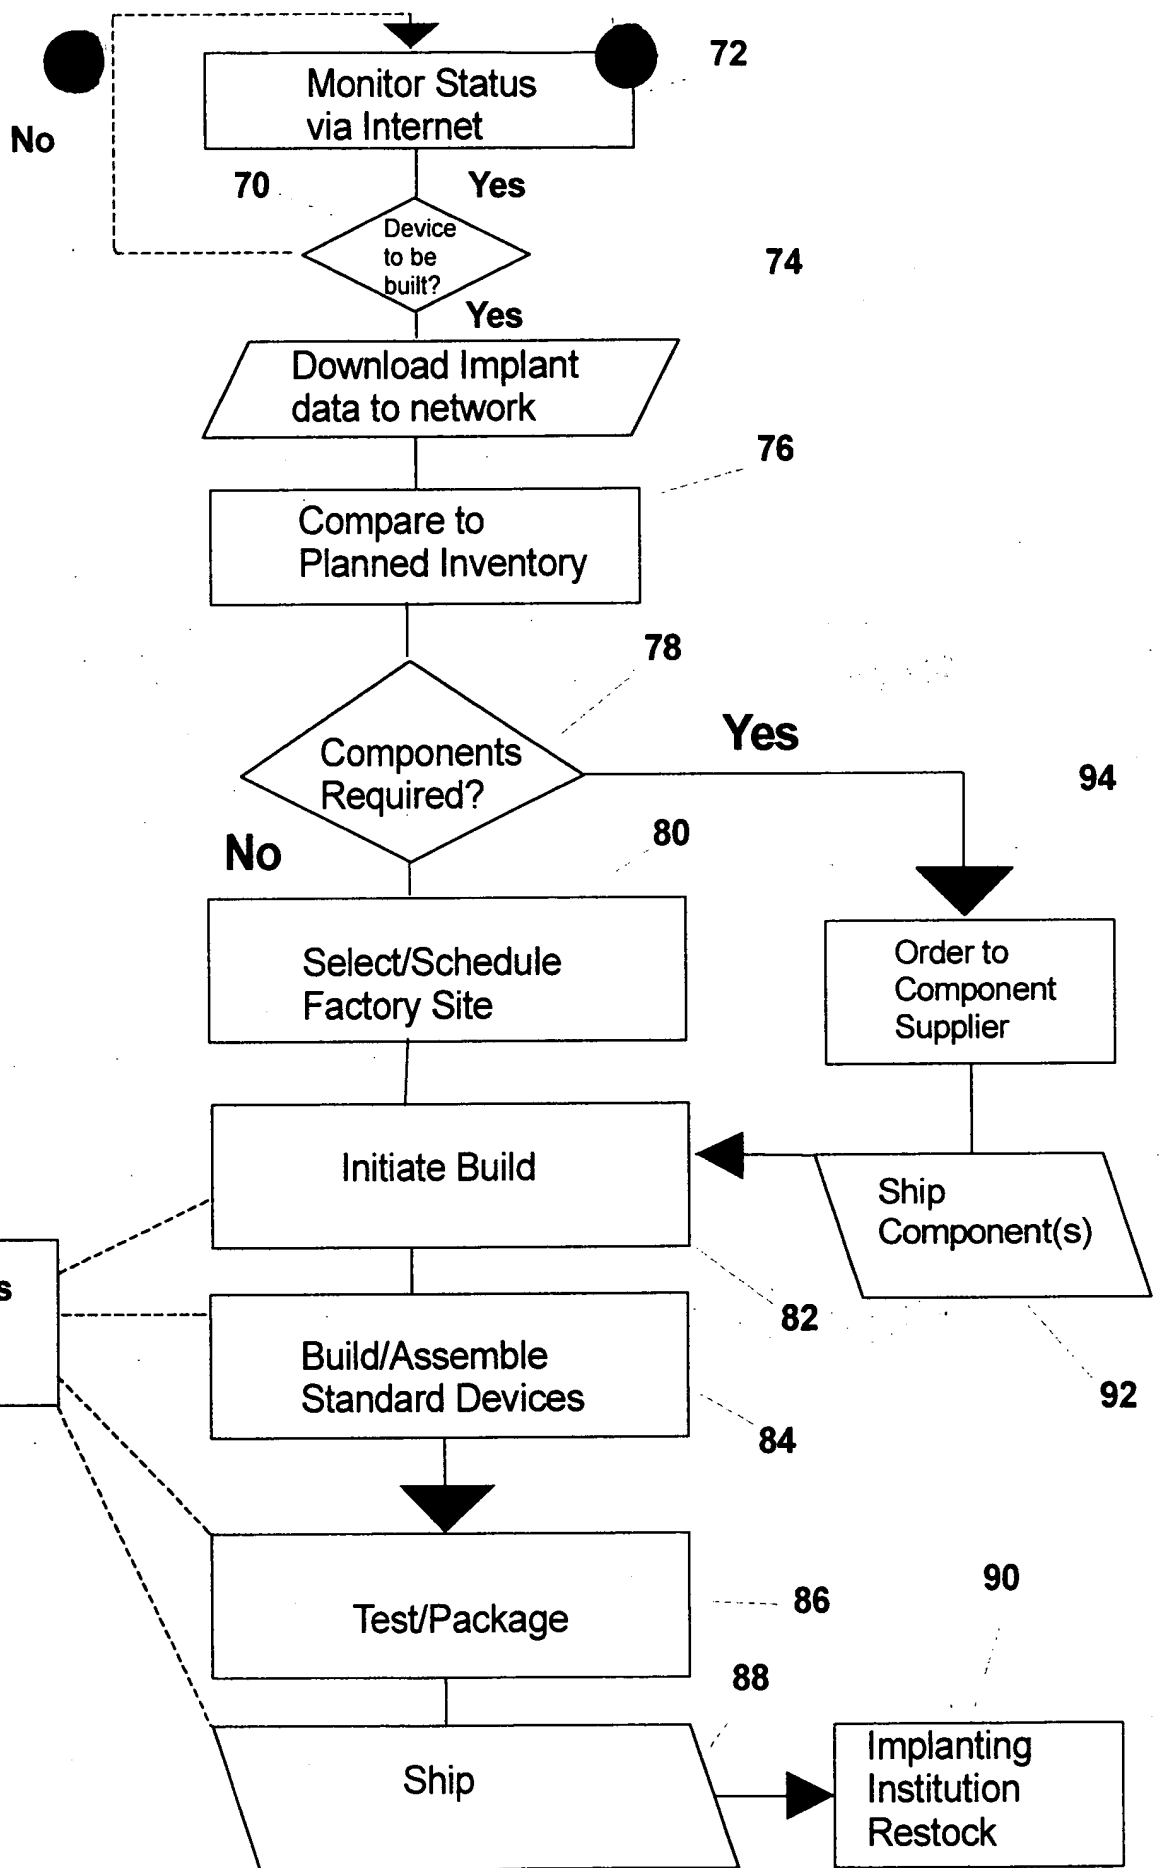 72
Monitor Status
via Internet
No
70
Yes
Device
to be
built?
74
Yes
Download Implant
data to network
76
Compare to
Planned Inventory
78
Components
Required?
Yes
94
No
80
Select/Schedule
Factory Site
Order to
Component
Supplier
Initiate Build
Ship
Component(s)
s
82
Build/Assemble
Standard Devices
92
84
90
Test/Package
86
88
Ship
Implanting
Institution
Restock